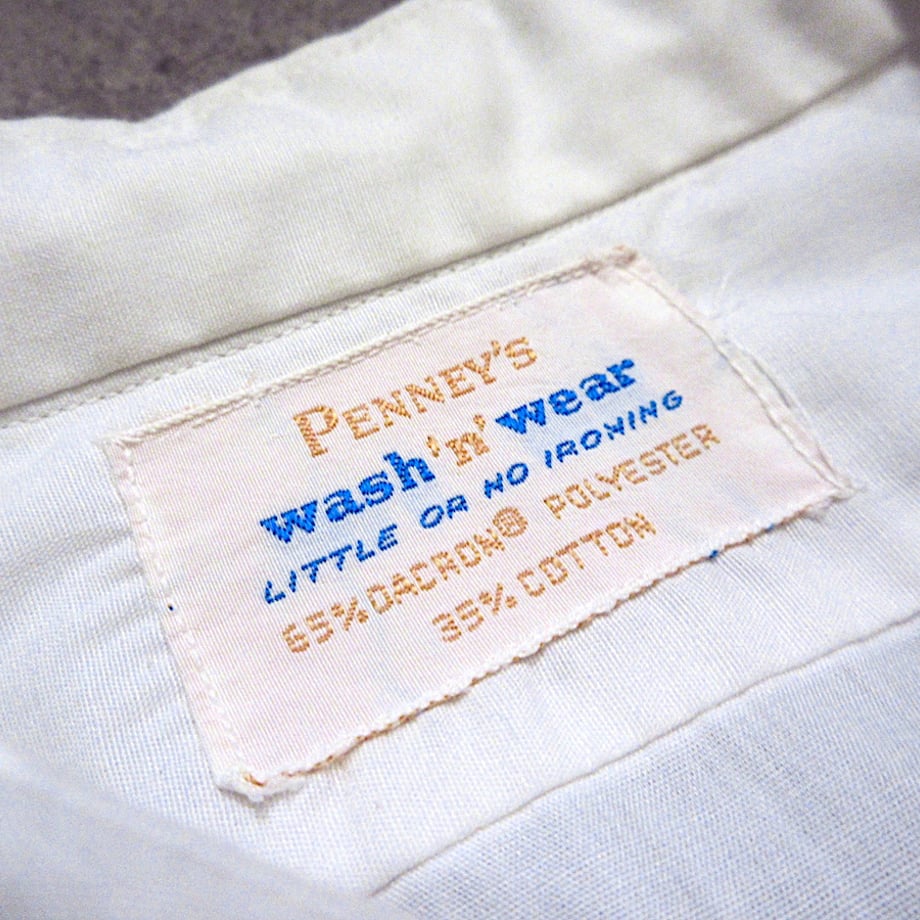 PENNEY'S
wash 'n' wear
LITTLE OR NO IRONING
65% DACRON® POLYESTER
35% COTTON